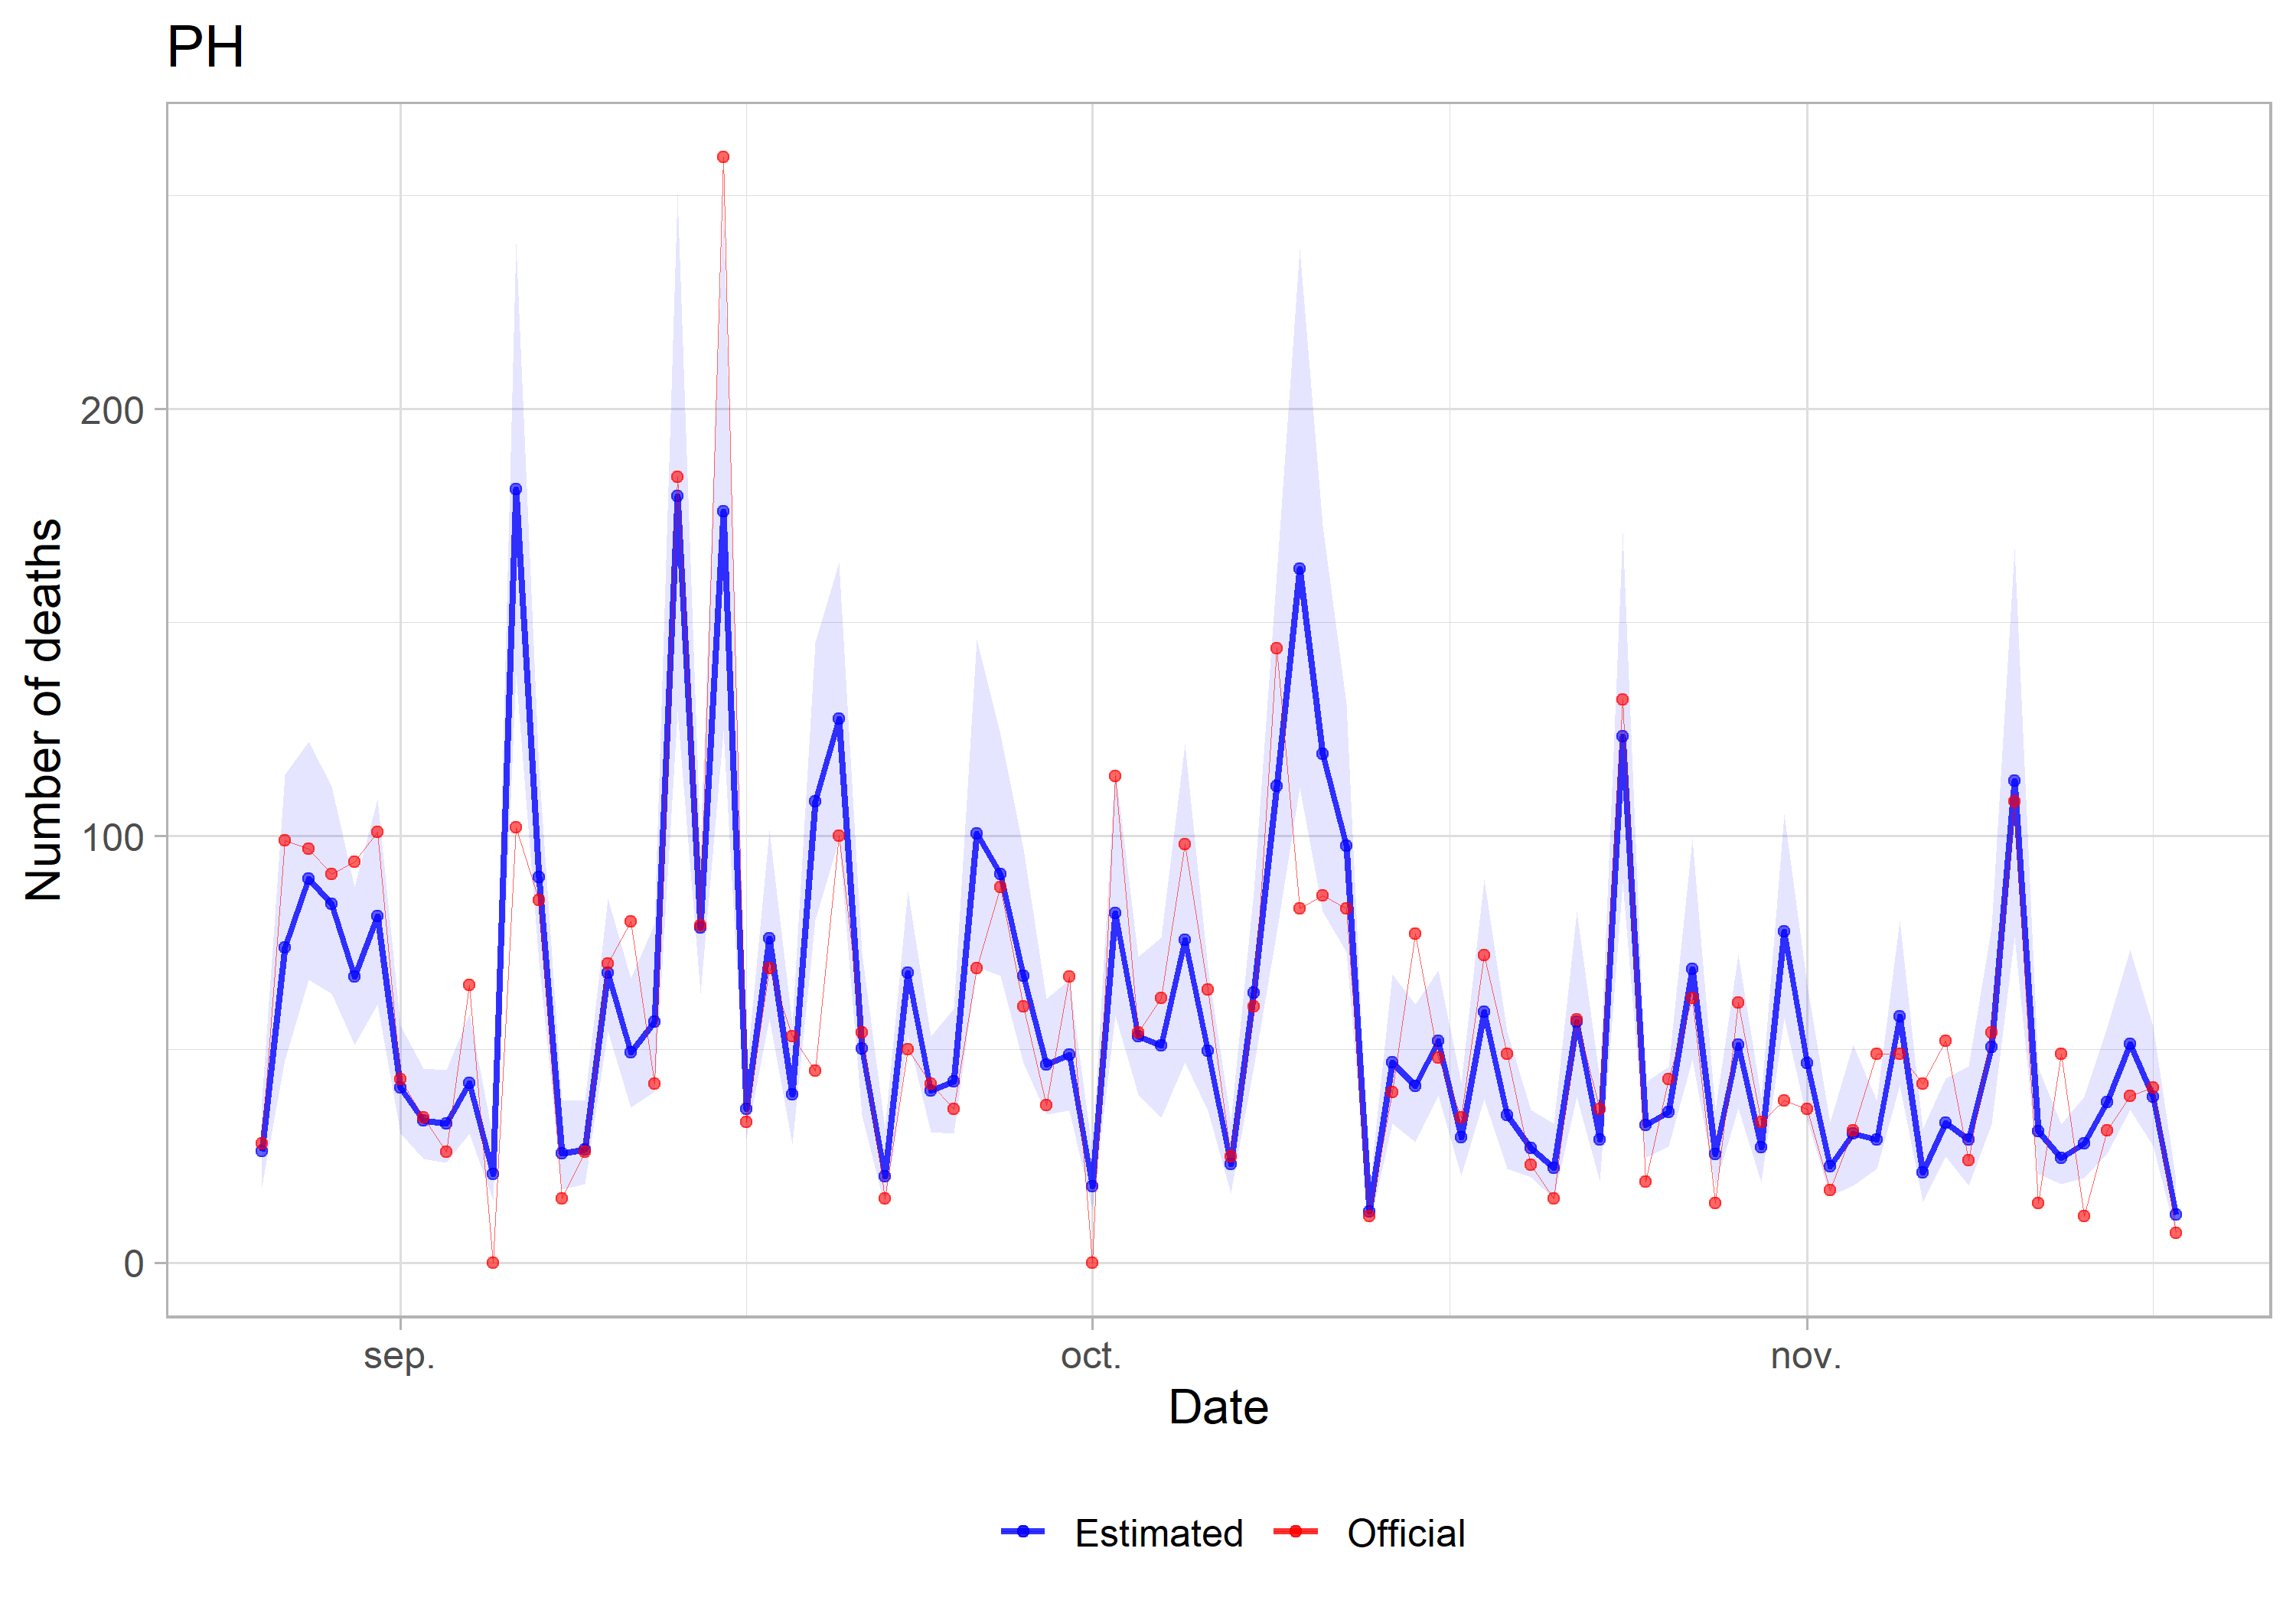 PH
Number of deaths
200
100
0
sep. oct. nov.
Date
Estimated Official